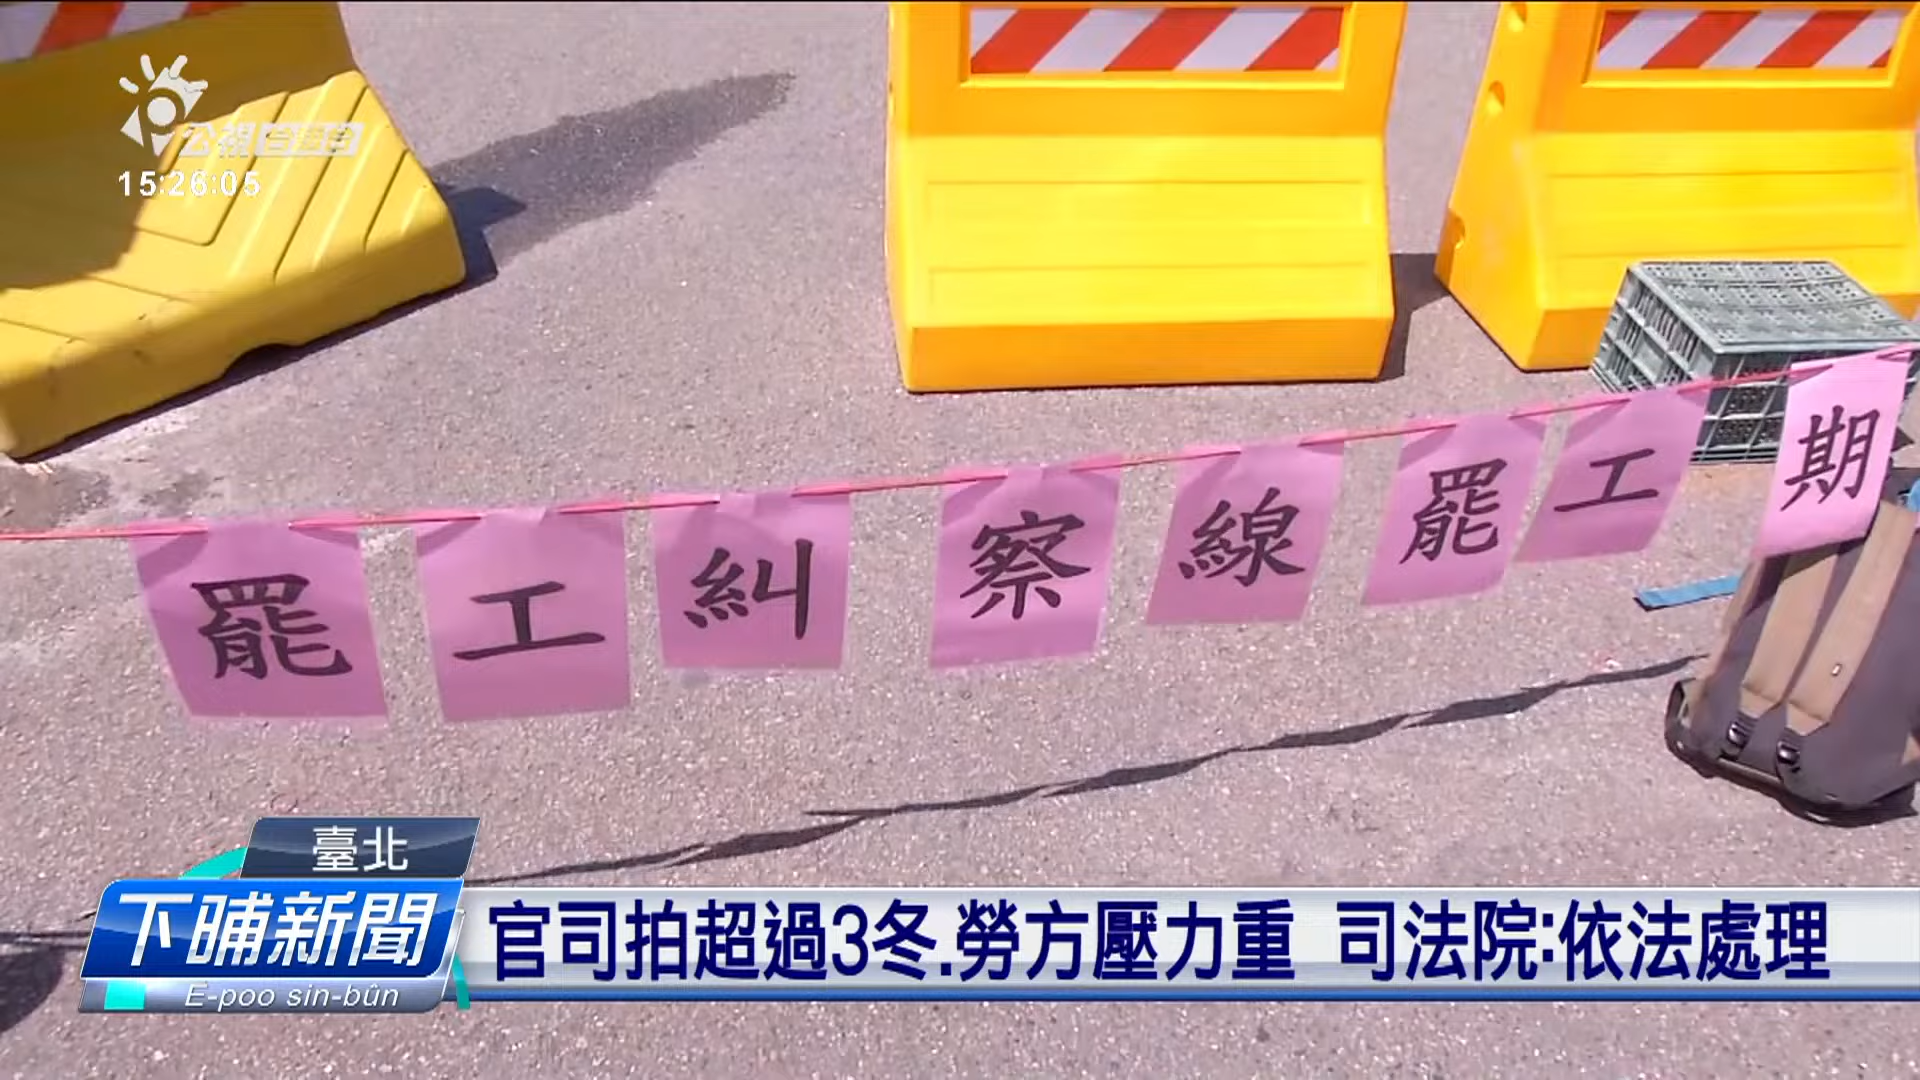 公視台語台
15:26:05
罷工糾察線罷工期
臺北
下晡新聞
E-poo sin-bûn
官司拍超過3冬.勞方壓力重 司法院:依法處理